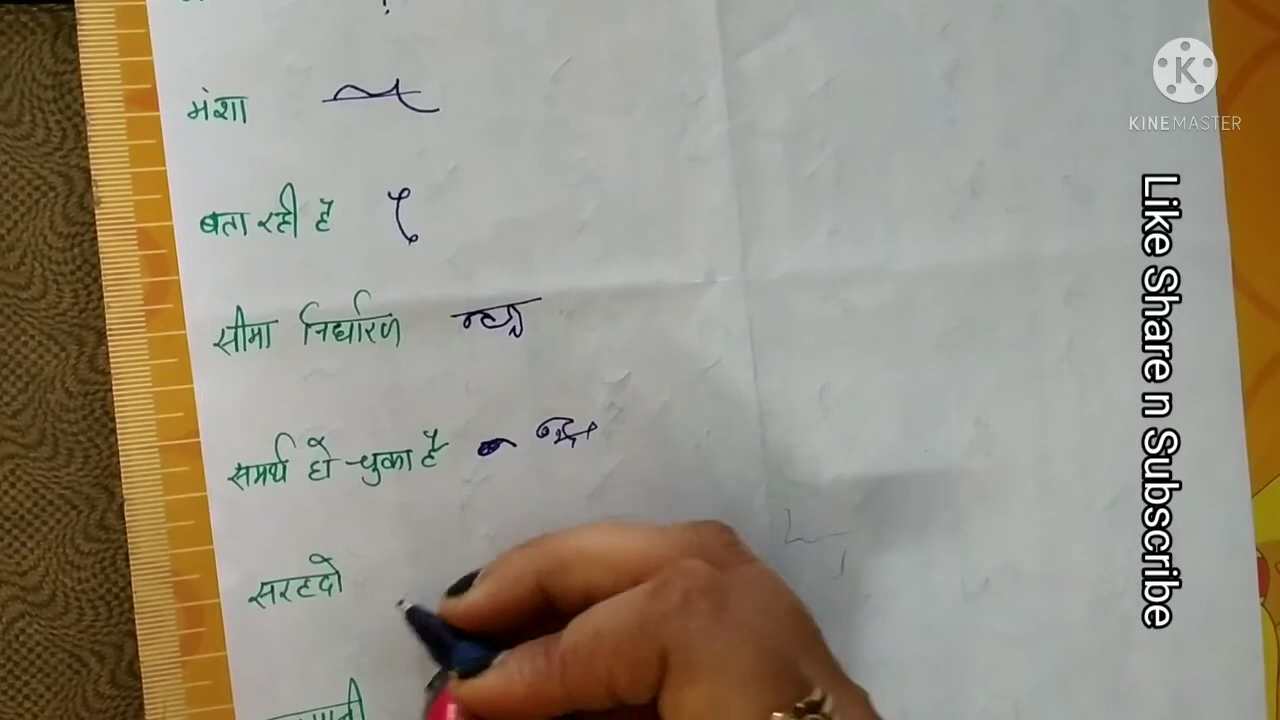 मंशा
बता रही है
सीमा निर्धारण
समर्थ हो चुका है
सरहदो
KINEMASTER
Like Share n Subscribe